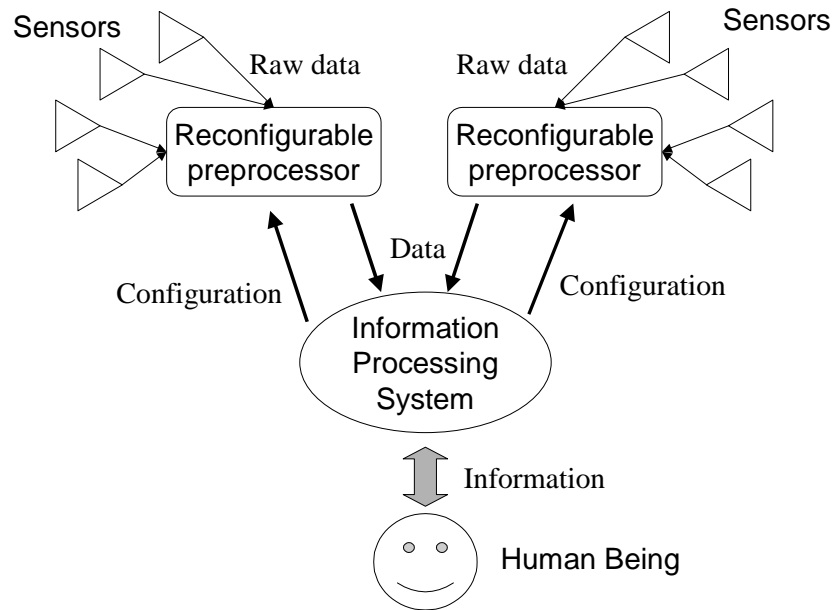 Sensors
Sensors
Raw data
Raw data
Reconfigurable
preprocessor
Reconfigurable
preprocessor
Data
Configuration
Configuration
Information
Processing
System
Information
Human Being